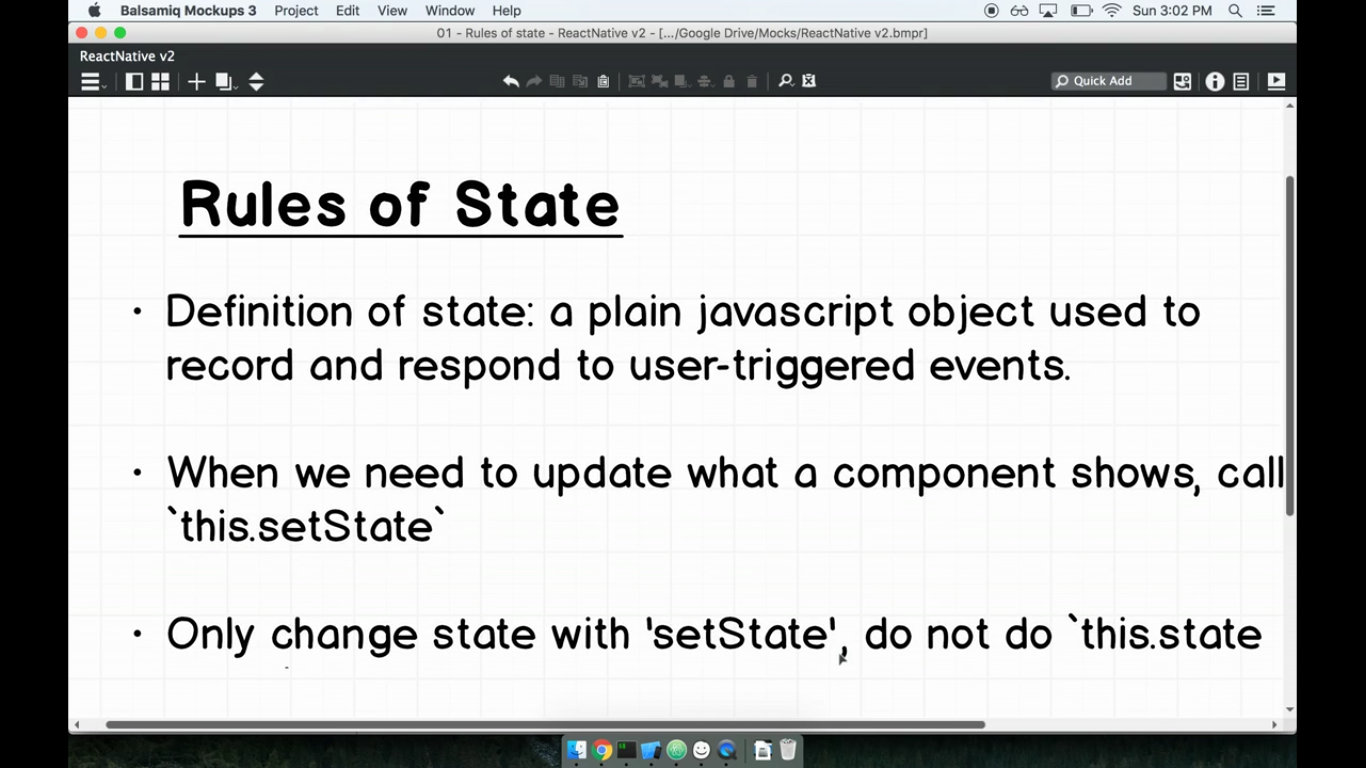 Balsamiq Mockups 3 Project Edit View Window Help Sun 3:02 PM
01 - Rules of state - ReactNative v2 - [.../Google Drive/Mocks/ReactNative v2.bmpr]
ReactNative v2
Quick Add
Rules of State
• Definition of state: a plain javascript object used to
record and respond to user-triggered events.
• When we need to update what a component shows, call
`this.setState`
• Only change state with 'setState', do not do `this.state